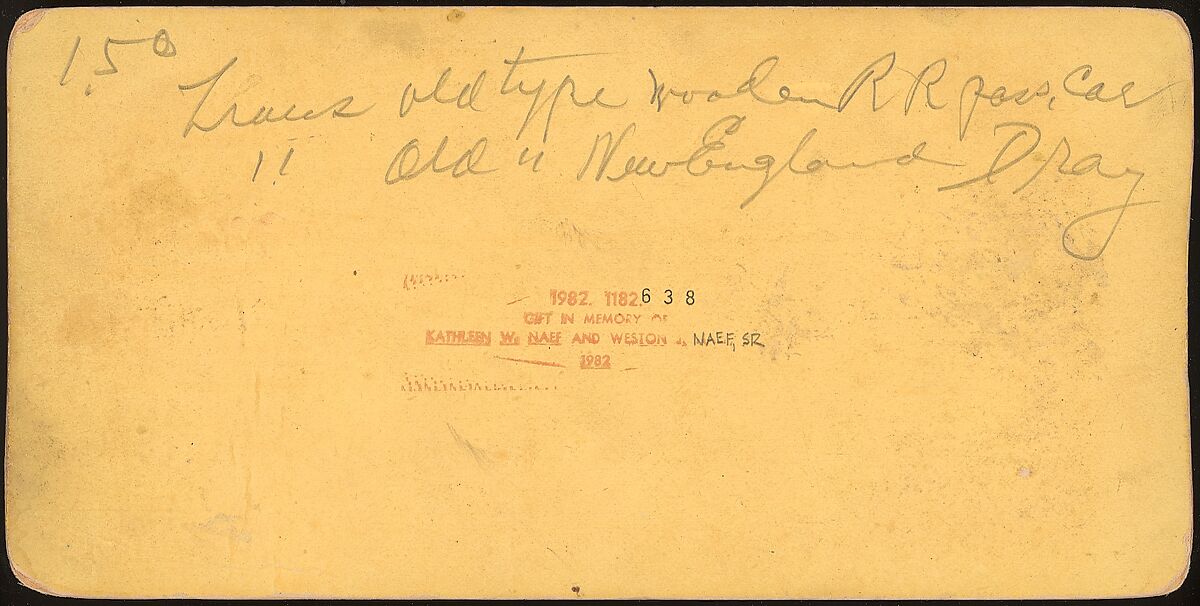 1.50
Trans old type wooden R R pass. Car
" Old " New England Dray
1982. 1182.638
GIFT IN MEMORY OF
KATHLEEN W. NAEF AND WESTON J. NAEF, SR
1982